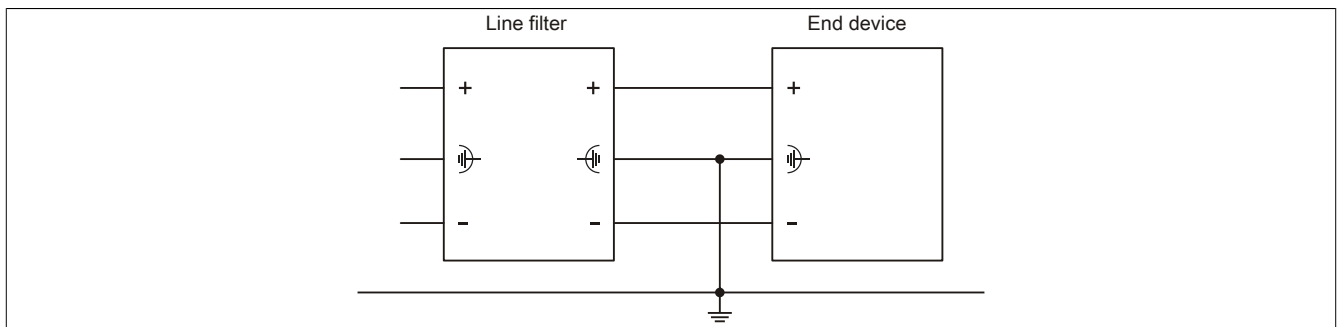 Line filter End device
+ + +
- - -